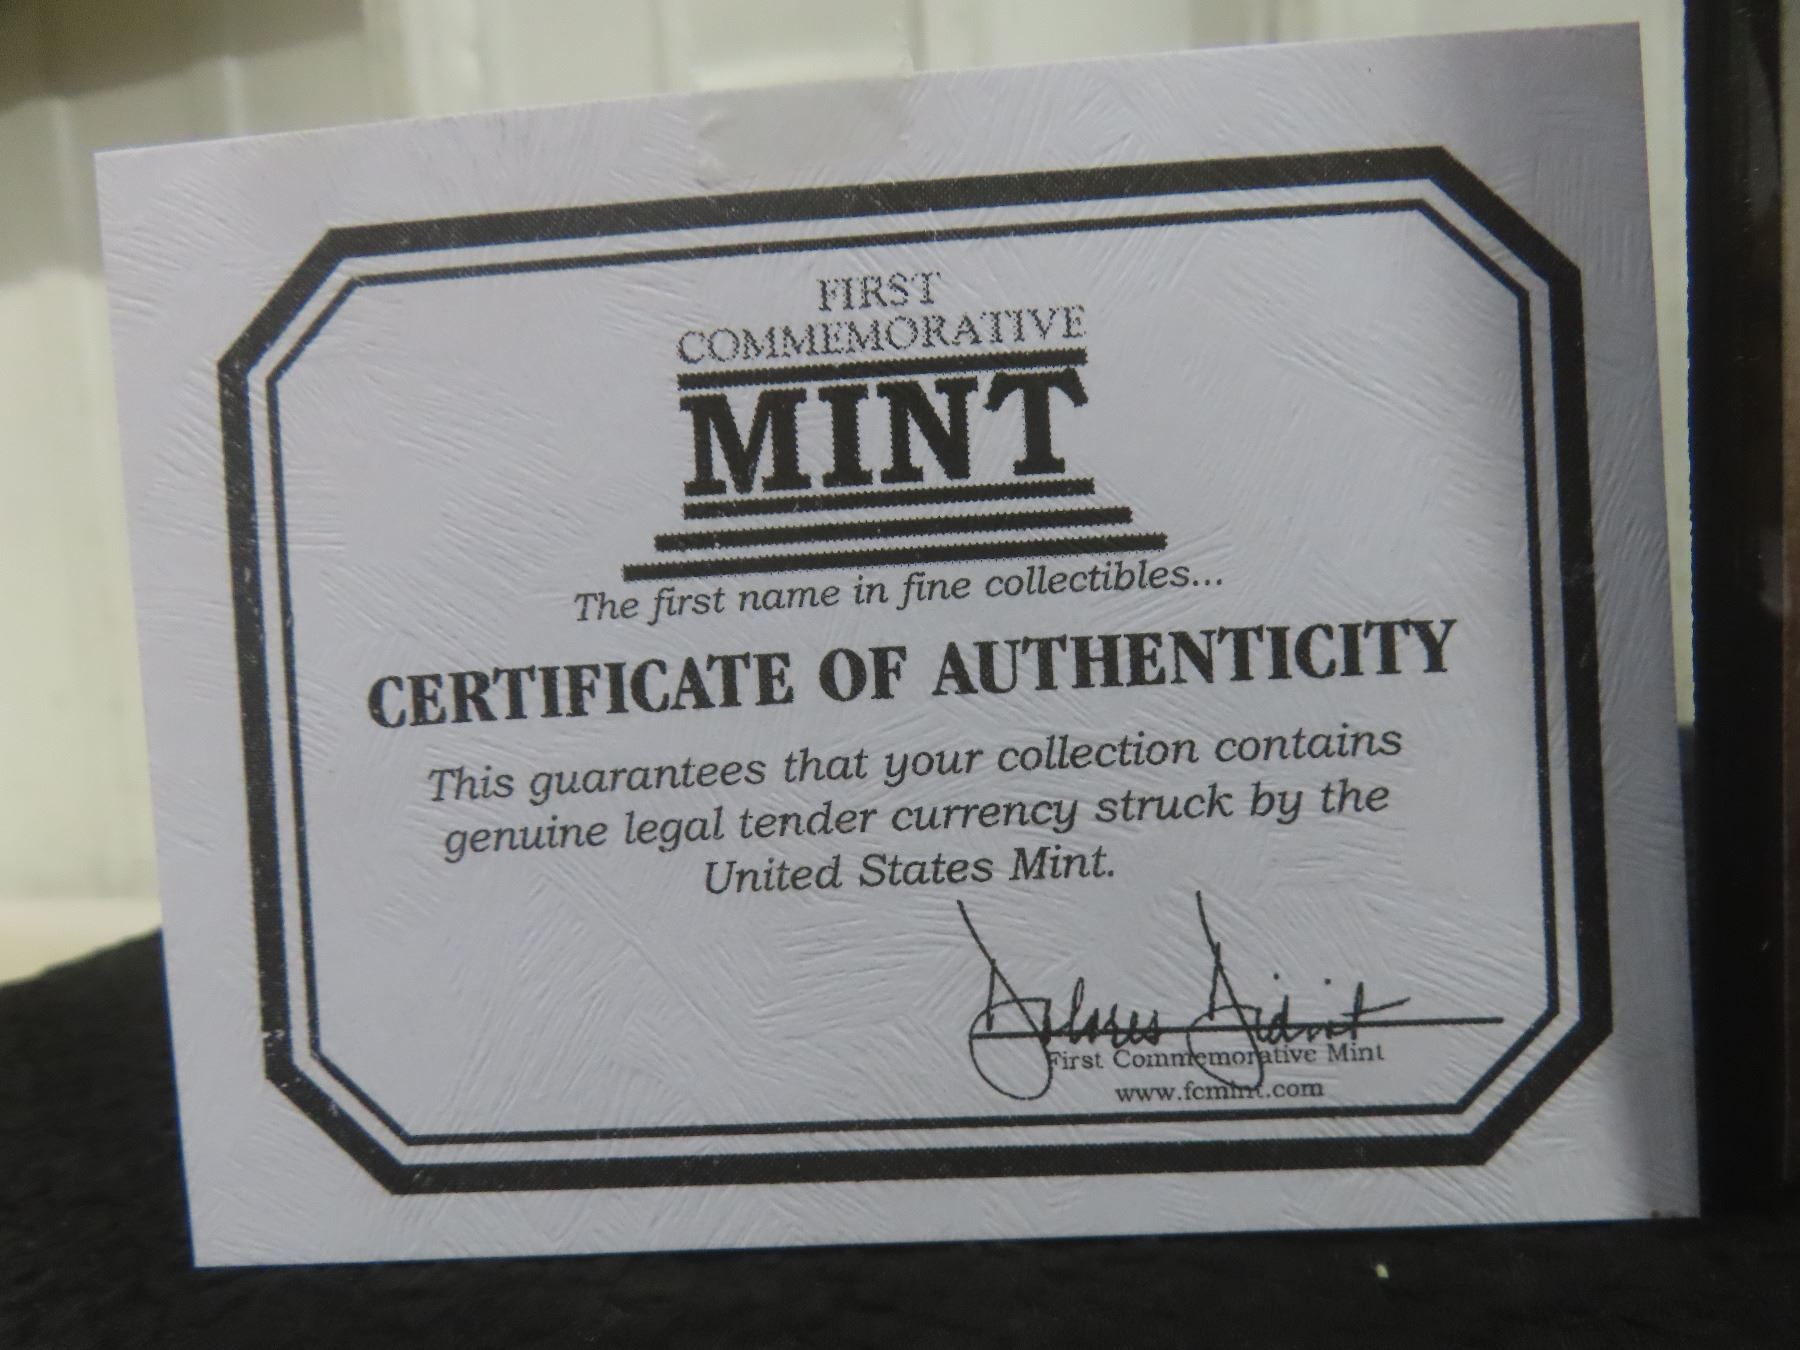 FIRST
COMMEMORATIVE
MINT
The first name in fine collectibles...
CERTIFICATE OF AUTHENTICITY
This guarantees that your collection contains
genuine legal tender currency struck by the
United States Mint.
First Commemorative Mint
www.fcmint.com